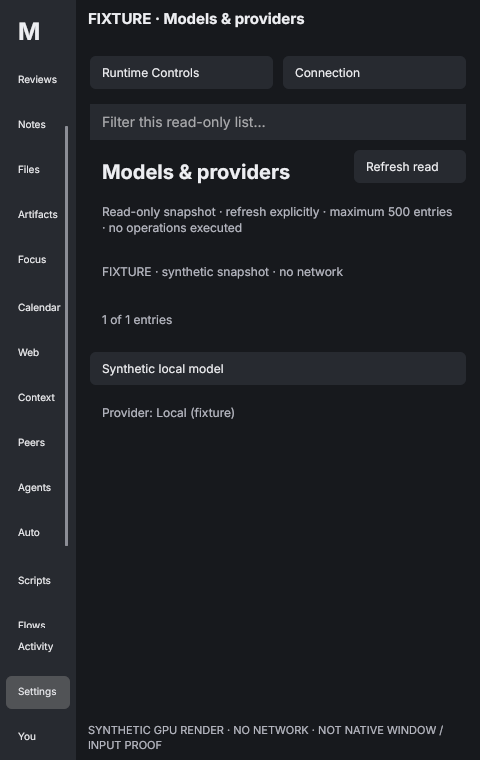 M
Reviews
Notes
Files
Artifacts
Focus
Calendar
Web
Context
Peers
Agents
Auto
Scripts
Flows
Activity
Settings
You
FIXTURE · Models & providers
Runtime Controls
Connection
Filter this read-only list...
Models & providers
Refresh read
Read-only snapshot · refresh explicitly · maximum 500 entries
· no operations executed
FIXTURE · synthetic snapshot · no network
1 of 1 entries
Synthetic local model
Provider: Local (fixture)
SYNTHETIC GPU RENDER · NO NETWORK · NOT NATIVE WINDOW /
INPUT PROOF